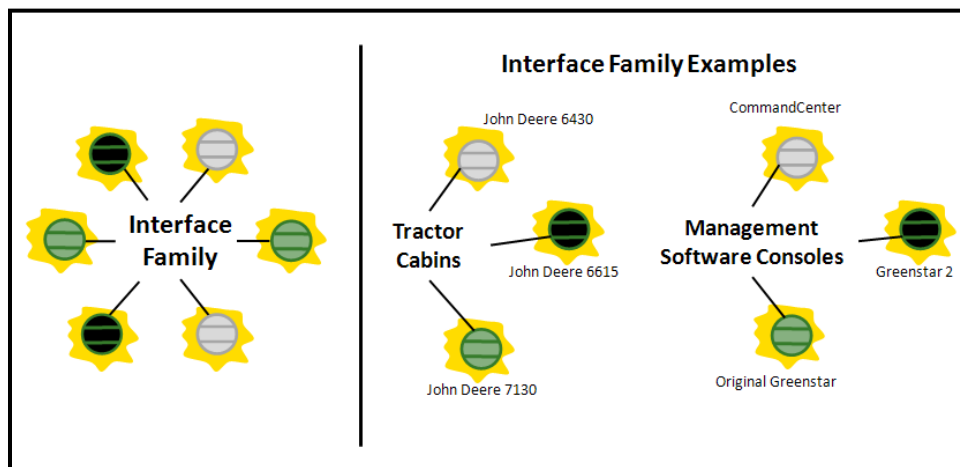 Interface Family
Interface Family Examples
Tractor
Cabins
John Deere 6430
John Deere 6615
John Deere 7130
Management
Software Consoles
CommandCenter
Greenstar 2
Original Greenstar